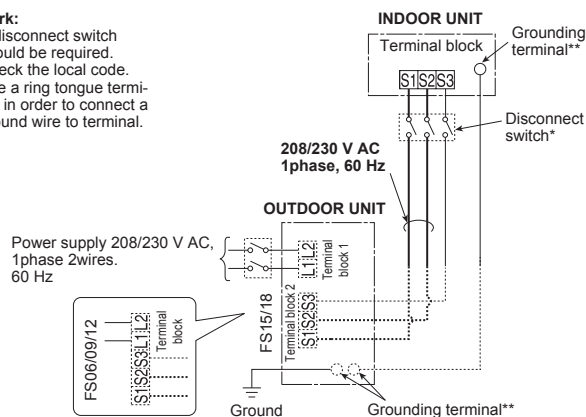 rk:
disconnect switch
ould be required.
eck the local code.
e a ring tongue termi-
in order to connect a
und wire to terminal.
INDOOR UNIT
Terminal block
S1 S2 S3
Grounding
terminal**
Disconnect
switch*
208/230 V AC
1phase, 60 Hz
OUTDOOR UNIT
Power supply 208/230 V AC,
1phase 2wires.
60 Hz
L1 L2
Terminal
block 1
FS15/18
Terminal block 2
S1 S2 S3
FS06/09/12
S1 S2 S3 L1 L2
Terminal
block
Ground
Grounding terminal**